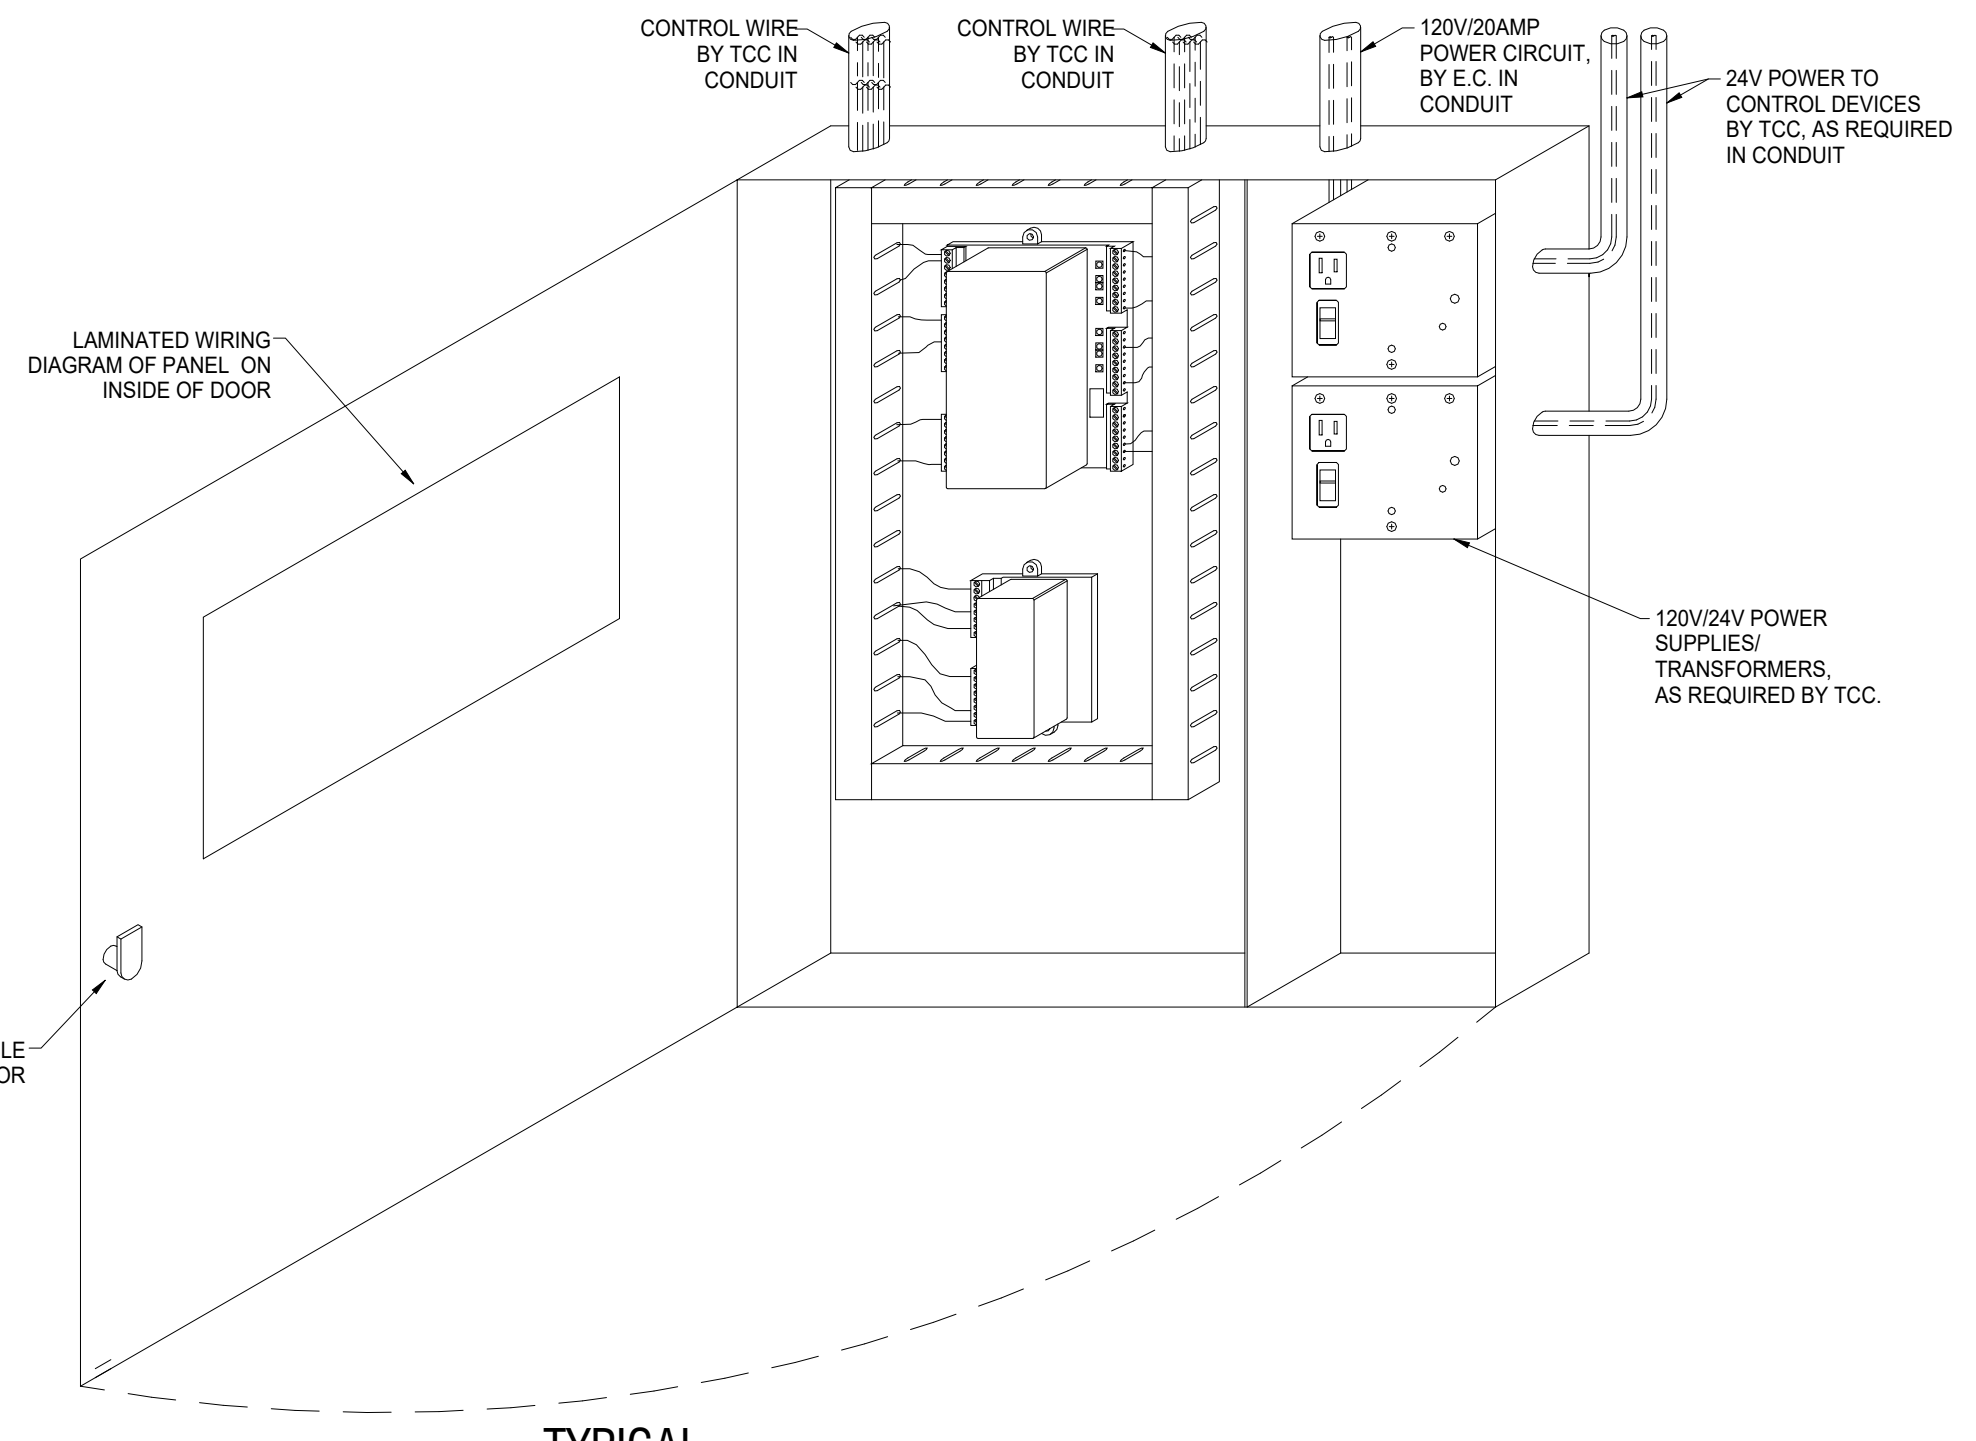 CONTROL WIRE
BY TCC IN
CONDUIT
CONTROL WIRE
BY TCC IN
CONDUIT
120V/20AMP
POWER CIRCUIT,
BY E.C. IN
CONDUIT
24V POWER TO
CONTROL DEVICES
BY TCC, AS REQUIRED
IN CONDUIT
LAMINATED WIRING
DIAGRAM OF PANEL ON
INSIDE OF DOOR
120V/24V POWER
SUPPLIES/
TRANSFORMERS,
AS REQUIRED BY TCC.
TYPICAL